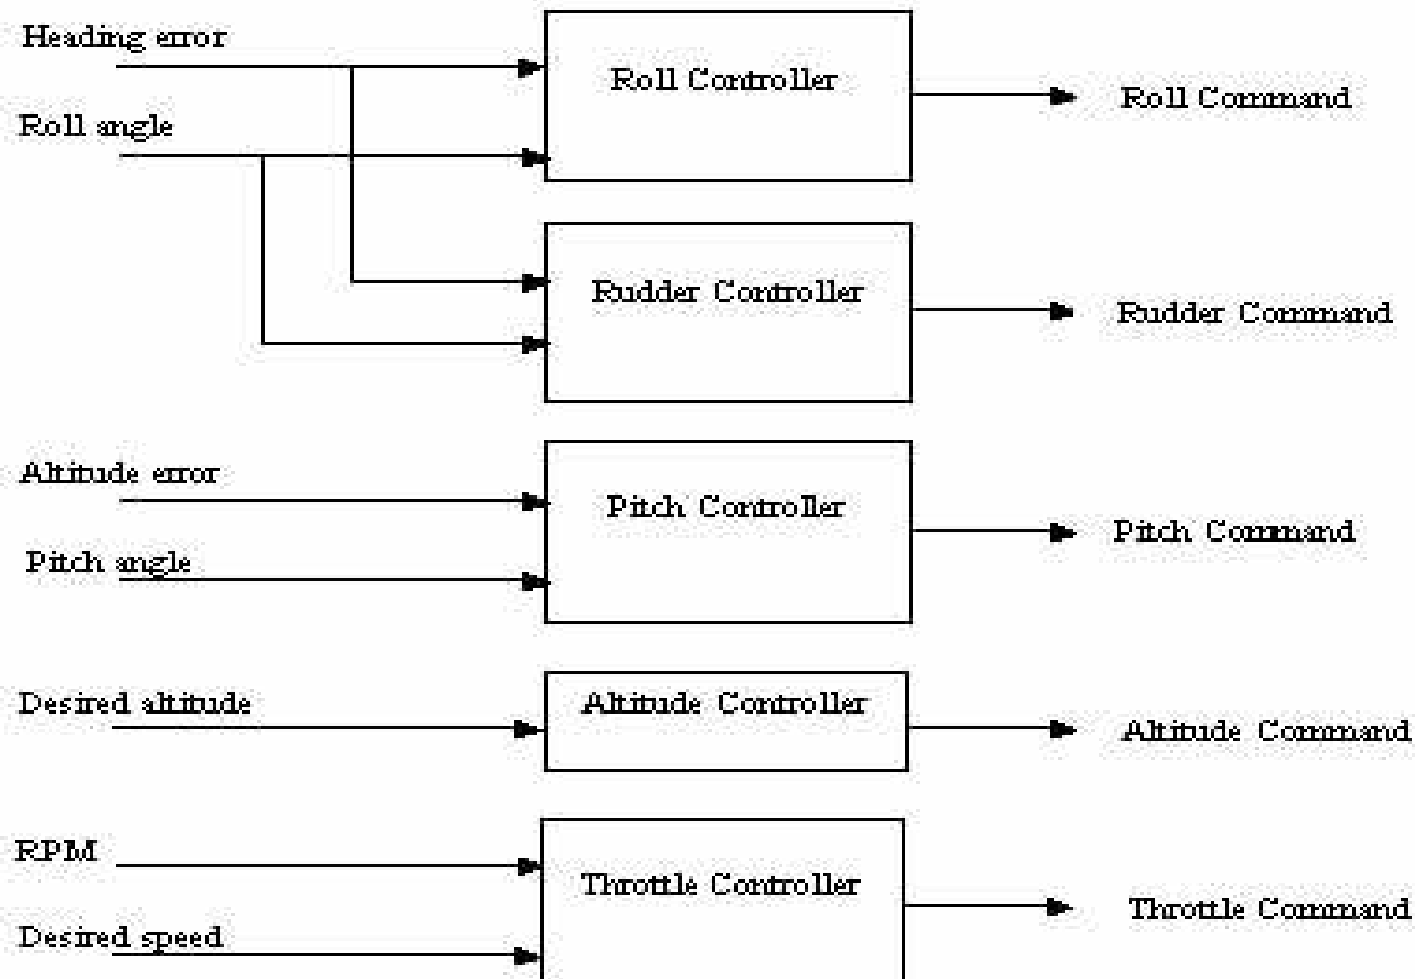 Heading error
Roll Controller
Roll Command
Roll angle
Rudder Controller
Rudder Command
Altitude error
Pitch Controller
Pitch Command
Pitch angle
Desired altitude
Altitude Controller
Altitude Command
RPM
Throttle Controller
Throttle Command
Desired speed